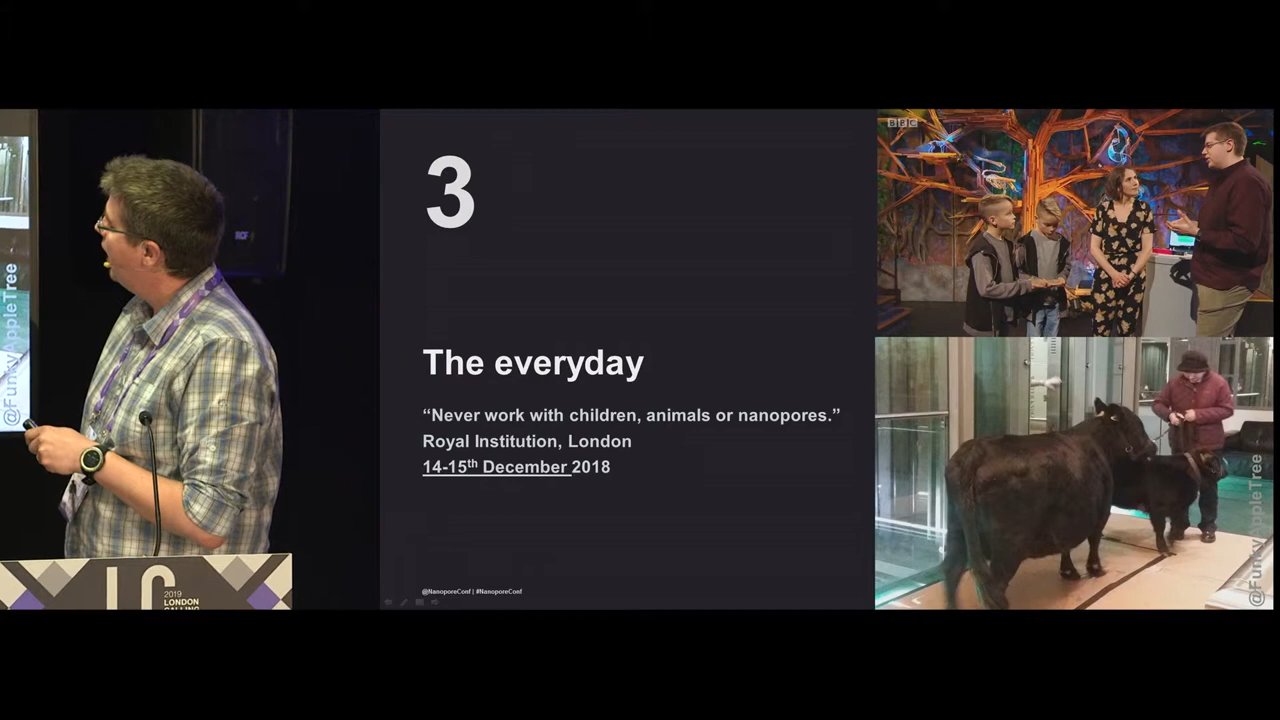 @FunkyAppleTree
RCF
2019
LONDON
CALLING
3
The everyday
“Never work with children, animals or nanopores.”
Royal Institution, London
14-15th December 2018
@NanoporeConf | #NanoporeConf
BBC
@FunkyAppleTree